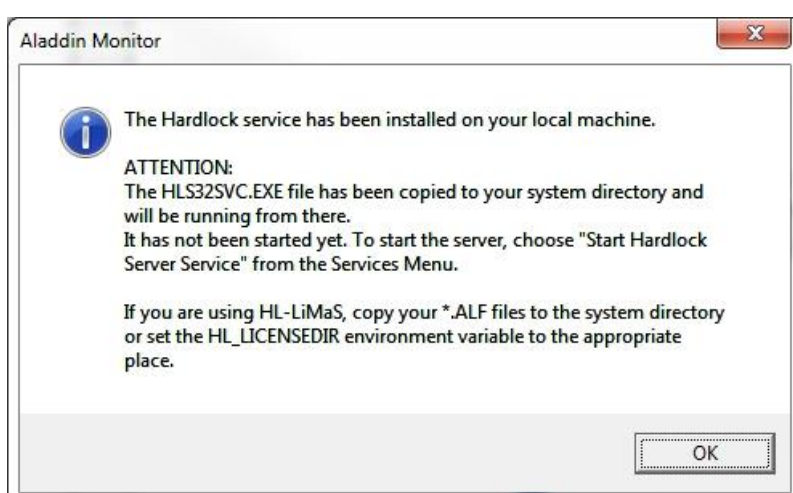 Aladdin Monitor
The Hardlock service has been installed on your local machine.
ATTENTION:
The HLS32SVC.EXE file has been copied to your system directory and
will be running from there.
It has not been started yet. To start the server, choose "Start Hardlock
Server Service" from the Services Menu.
If you are using HL-LiMaS, copy your *.ALF files to the system directory
or set the HL_LICENSEDIR environment variable to the appropriate
place.
OK